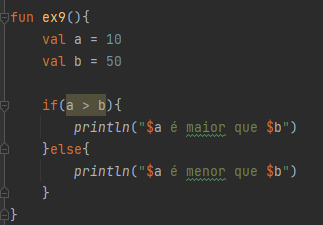 fun ex9(){
    val a = 10
    val b = 50

    if(a > b){
        println("$a é maior que $b")
    }else{
        println("$a é menor que $b")
    }
}